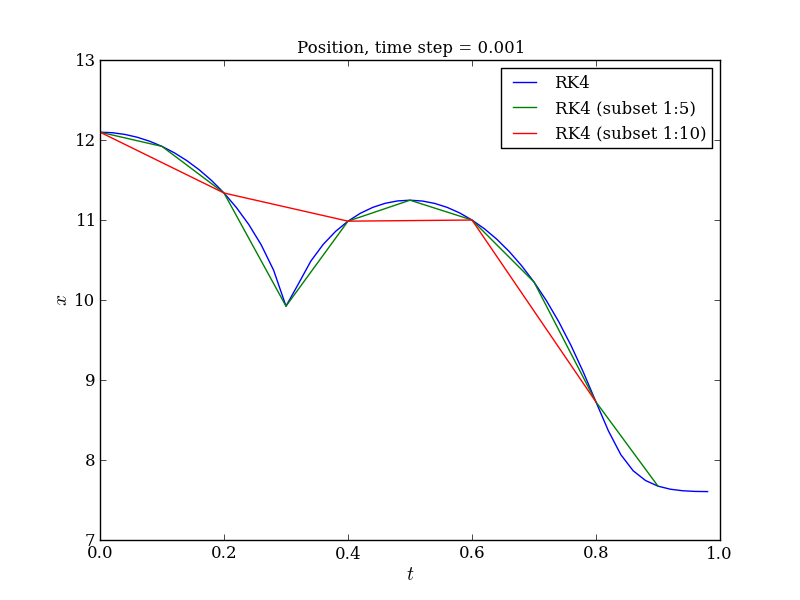 Position, time step = 0.001
RK4
RK4 (subset 1:5)
RK4 (subset 1:10)
13
12
11
10
9
8
7
x
0.0 0.2 0.4 0.6 0.8 1.0
t